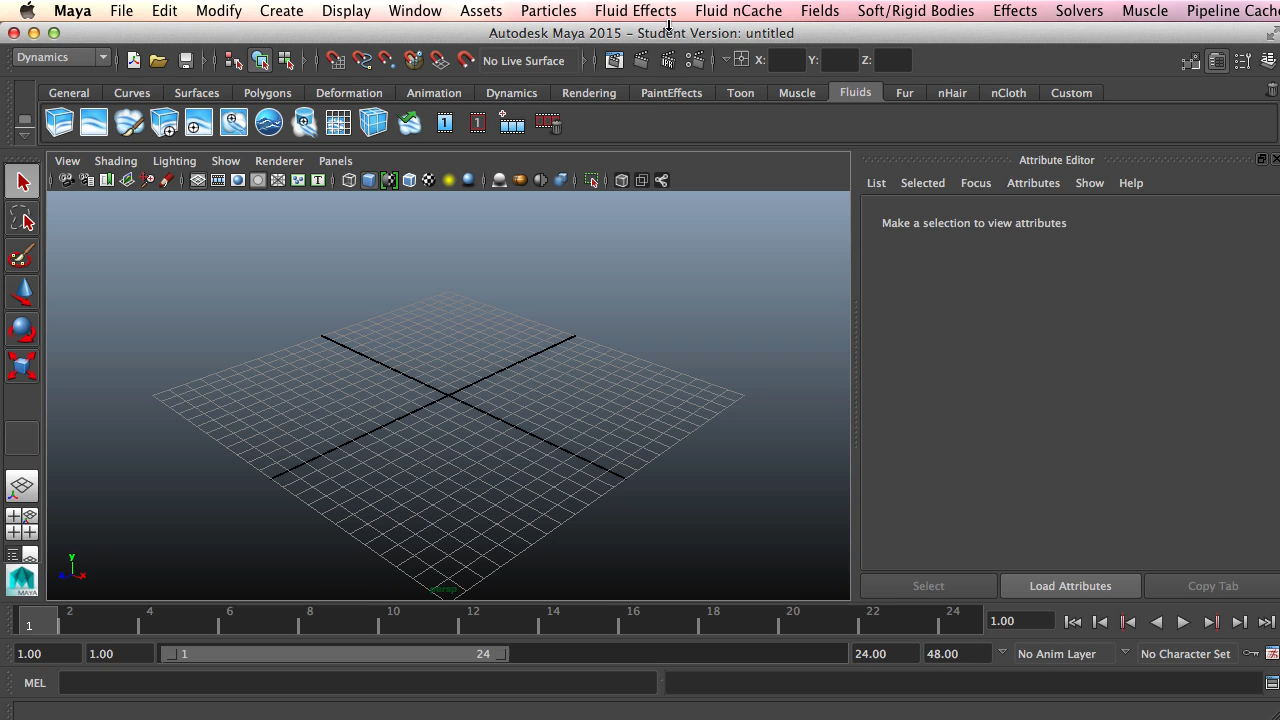 Maya File Edit Modify Create Display Window Assets Particles Fluid Effects Fluid nCache Fields Soft/Rigid Bodies Effects Solvers Muscle Pipeline Cache
Autodesk Maya 2015 – Student Version: untitled
Dynamics No Live Surface X: Y: Z:
General Curves Surfaces Polygons Deformation Animation Dynamics Rendering PaintEffects Toon Muscle Fluids Fur nHair nCloth Custom
1 1
View Shading Lighting Show Renderer Panels
T
Attribute Editor
List Selected Focus Attributes Show Help
Make a selection to view attributes
y
x
persp
MAYA
Select Load Attributes Copy Tab
1 2 4 6 8 10 12 14 16 18 20 22 24 1.00
1.00 1.00 1 24 24.00 48.00 No Anim Layer No Character Set
MEL